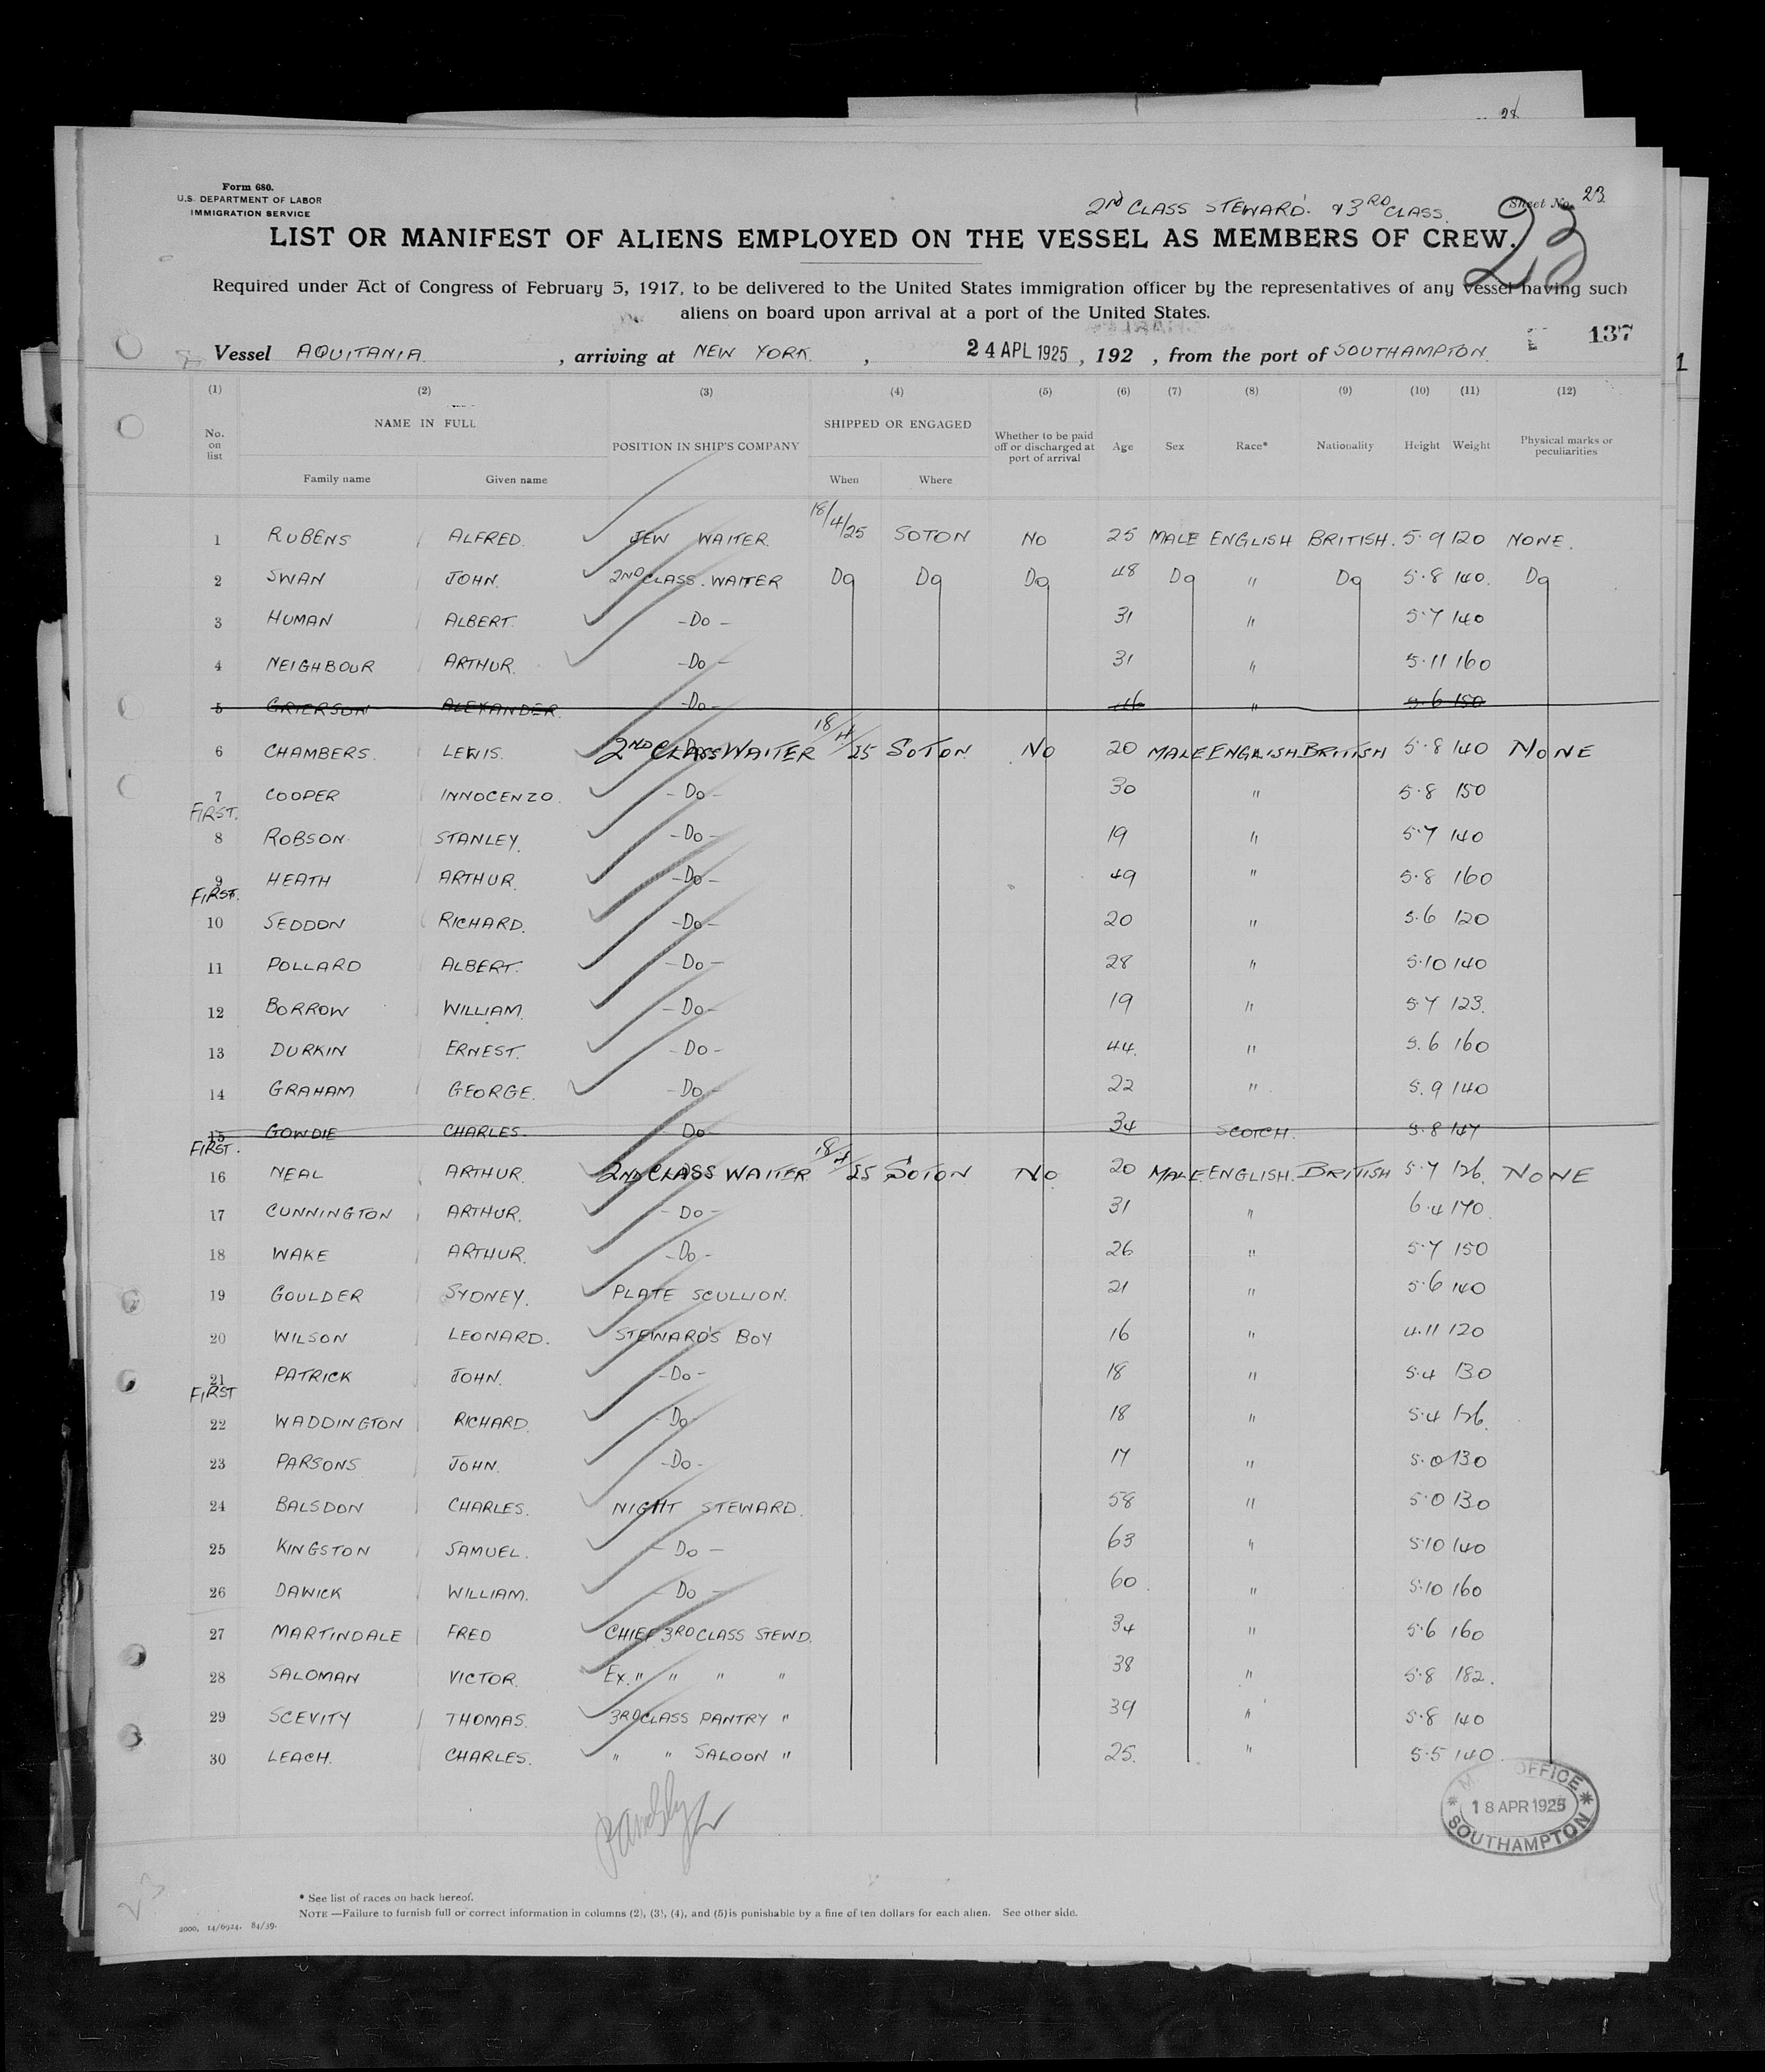 28
Form 680.
U.S. DEPARTMENT OF LABOR
IMMIGRATION SERVICE
2ND CLASS STEWARD. & 3RD CLASS.
Sheet No. 23
23
LIST OR MANIFEST OF ALIENS EMPLOYED ON THE VESSEL AS MEMBERS OF CREW.
Required under Act of Congress of February 5, 1917, to be delivered to the United States immigration officer by the representatives of any vessel having such
aliens on board upon arrival at a port of the United States.
137
Vessel AQUITANIA. , arriving at NEW YORK. , 24 APL 1925 , 192 , from the port of SOUTHAMPTON.
1
(1) (2) (3) (4) (5) (6) (7) (8) (9) (10) (11) (12)
No. on list NAME IN FULL Family name Given name POSITION IN SHIP'S COMPANY SHIPPED OR ENGAGED When Where Whether to be paid off or discharged at port of arrival Age Sex Race* Nationality Height Weight Physical marks or peculiarities
1 RUBENS ALFRED. JEW WAITER 18/4/25 SOTON NO 25 MALE ENGLISH BRITISH. 5.9 120 NONE.
2 SWAN JOHN. 2ND CLASS. WAITER Do Do Do 48 Do " Do 5.8 140. Do
3 HUMAN ALBERT. -Do- 31 " 5.7 140
4 NEIGHBOUR ARTHUR. -Do- 31 " 5.11 160
5 GRIERSON ALEXANDER. -Do- " 5.6 150
6 CHAMBERS. LEWIS. 2ND CLASS WAITER 18/4/25 SOTON NO 20 MALE ENGLISH BRITISH 5.8 140 NONE
7 COOPER INNOCENZO. -Do- 30 " 5.8 150
FIRST.
8 ROBSON STANLEY. -Do- 19 " 5.7 140
9 HEATH ARTHUR. -Do- 49 " 5.8 160
FIRST.
10 SEDDON RICHARD. -Do- 20 " 5.6 120
11 POLLARD ALBERT. -Do- 28 " 5.10 140
12 BORROW WILLIAM. -Do- 19 " 5.7 123.
13 DURKIN ERNEST. -Do- 44. " 5.6 160
14 GRAHAM GEORGE. -Do- 22 " 5.9 140
15 GOWDIE CHARLES. Do 34 SCOTCH. 5.8 147
FIRST.
16 NEAL ARTHUR. 2ND CLASS WAITER 18/4/25 SOTON NO 20 MALE. ENGLISH. BRITISH 5.7 126. NONE
17 CUNNINGTON ARTHUR. -Do- 31 " 6.4 170.
18 WAKE ARTHUR. -Do- 26 " 5.7 150
19 GOULDER SYDNEY. PLATE SCULLION. 21 " 5.6 140
20 WILSON LEONARD. STEWARD'S BOY 16 " 4.11 120
21 PATRICK JOHN. -Do- 18 " 5.4 130
FIRST
22 WADDINGTON RICHARD. Do 18 " 5.4 126.
23 PARSONS JOHN. -Do- 17 " 5.0 130
24 BALSDON CHARLES. NIGHT STEWARD. 58 " 5.0 130
25 KINGSTON SAMUEL. -Do- 63 " 5.10 140
26 DAWICK WILLIAM. Do - 60. " 5.10 160
27 MARTINDALE FRED CHIEF 3RD CLASS STEWD. 34 " 5.6 160
28 SALOMAN VICTOR. EX. " " " " 38 " 5.8 182.
29 SCEVITY THOMAS. 3RD CLASS PANTRY " 39 " 5.8 140
30 LEACH. CHARLES. " " SALOON " 25. " 5.5 140.
OFFICE
18 APR 1925
SOUTHAMPTON
23
* See list of races on back hereof.
NOTE —Failure to furnish full or correct information in columns (2), (3), (4), and (5) is punishable by a fine of ten dollars for each alien. See other side.
2000, 14/6924. 84/39.